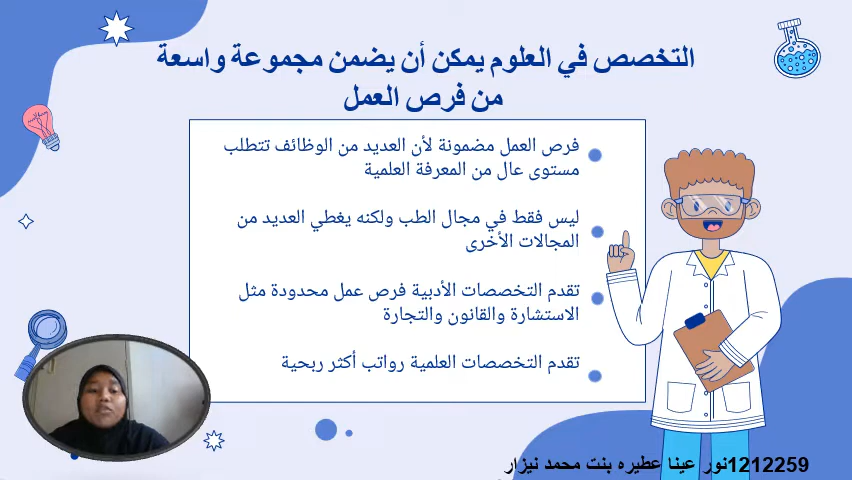 التخصص في العلوم يمكن أن يضمن مجموعة واسعة
من فرص العمل
فرص العمل مضمونة لأن العديد من الوظائف تتطلب
مستوى عال من المعرفة العلمية
ليس فقط في مجال الطب ولكنه يغطي العديد من
المجالات الأخرى
تقدم التخصصات الأدبية فرص عمل محدودة مثل
الاستشارة والقانون والتجارة
تقدم التخصصات العلمية رواتب أكثر ربحية
1212259نور عينا عطيره بنت محمد نيزار